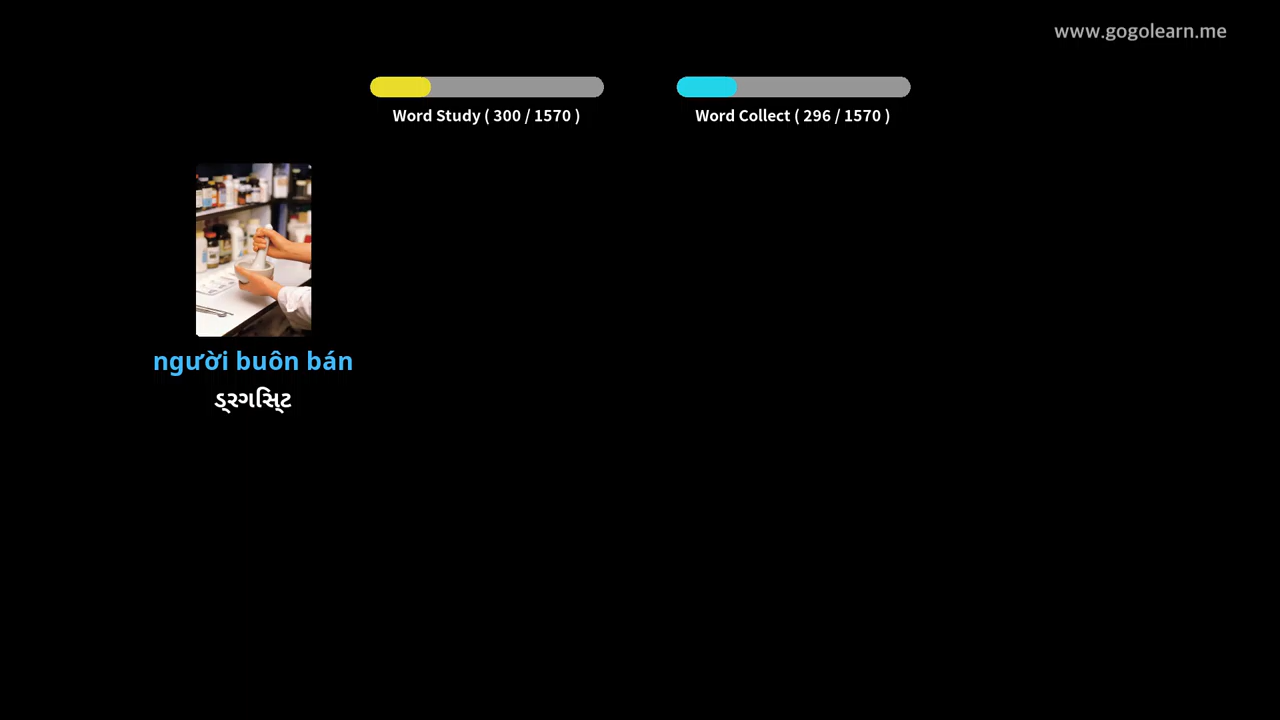 www.gogolearn.me
Word Study ( 300 / 1570 )
Word Collect ( 296 / 1570 )
người buôn bán
ડ્રગિસ્ટ